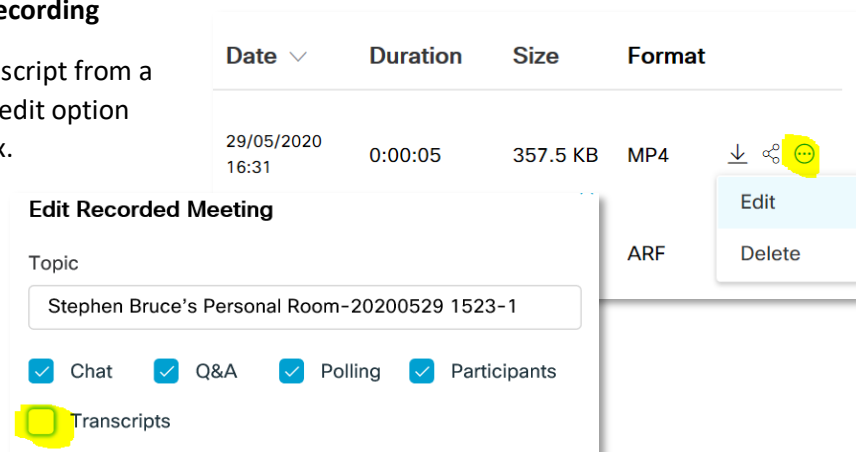 ecording
script from a
edit option
x.
Date Duration Size Format
29/05/2020
16:31
0:00:05 357.5 KB MP4
Edit
ARF Delete
Edit Recorded Meeting
Topic
Stephen Bruce's Personal Room-20200529 1523-1
Chat Q&A Polling Participants
Transcripts